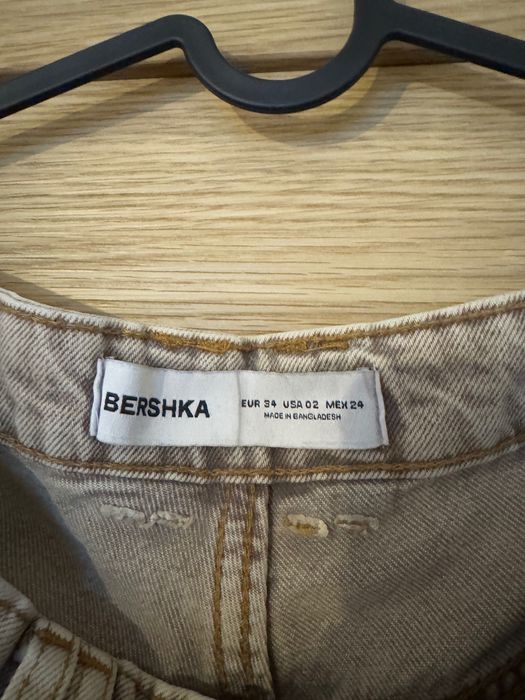 BERSHKA
EUR 34 USA 02 MEX 24
MADE IN BANGLADESH